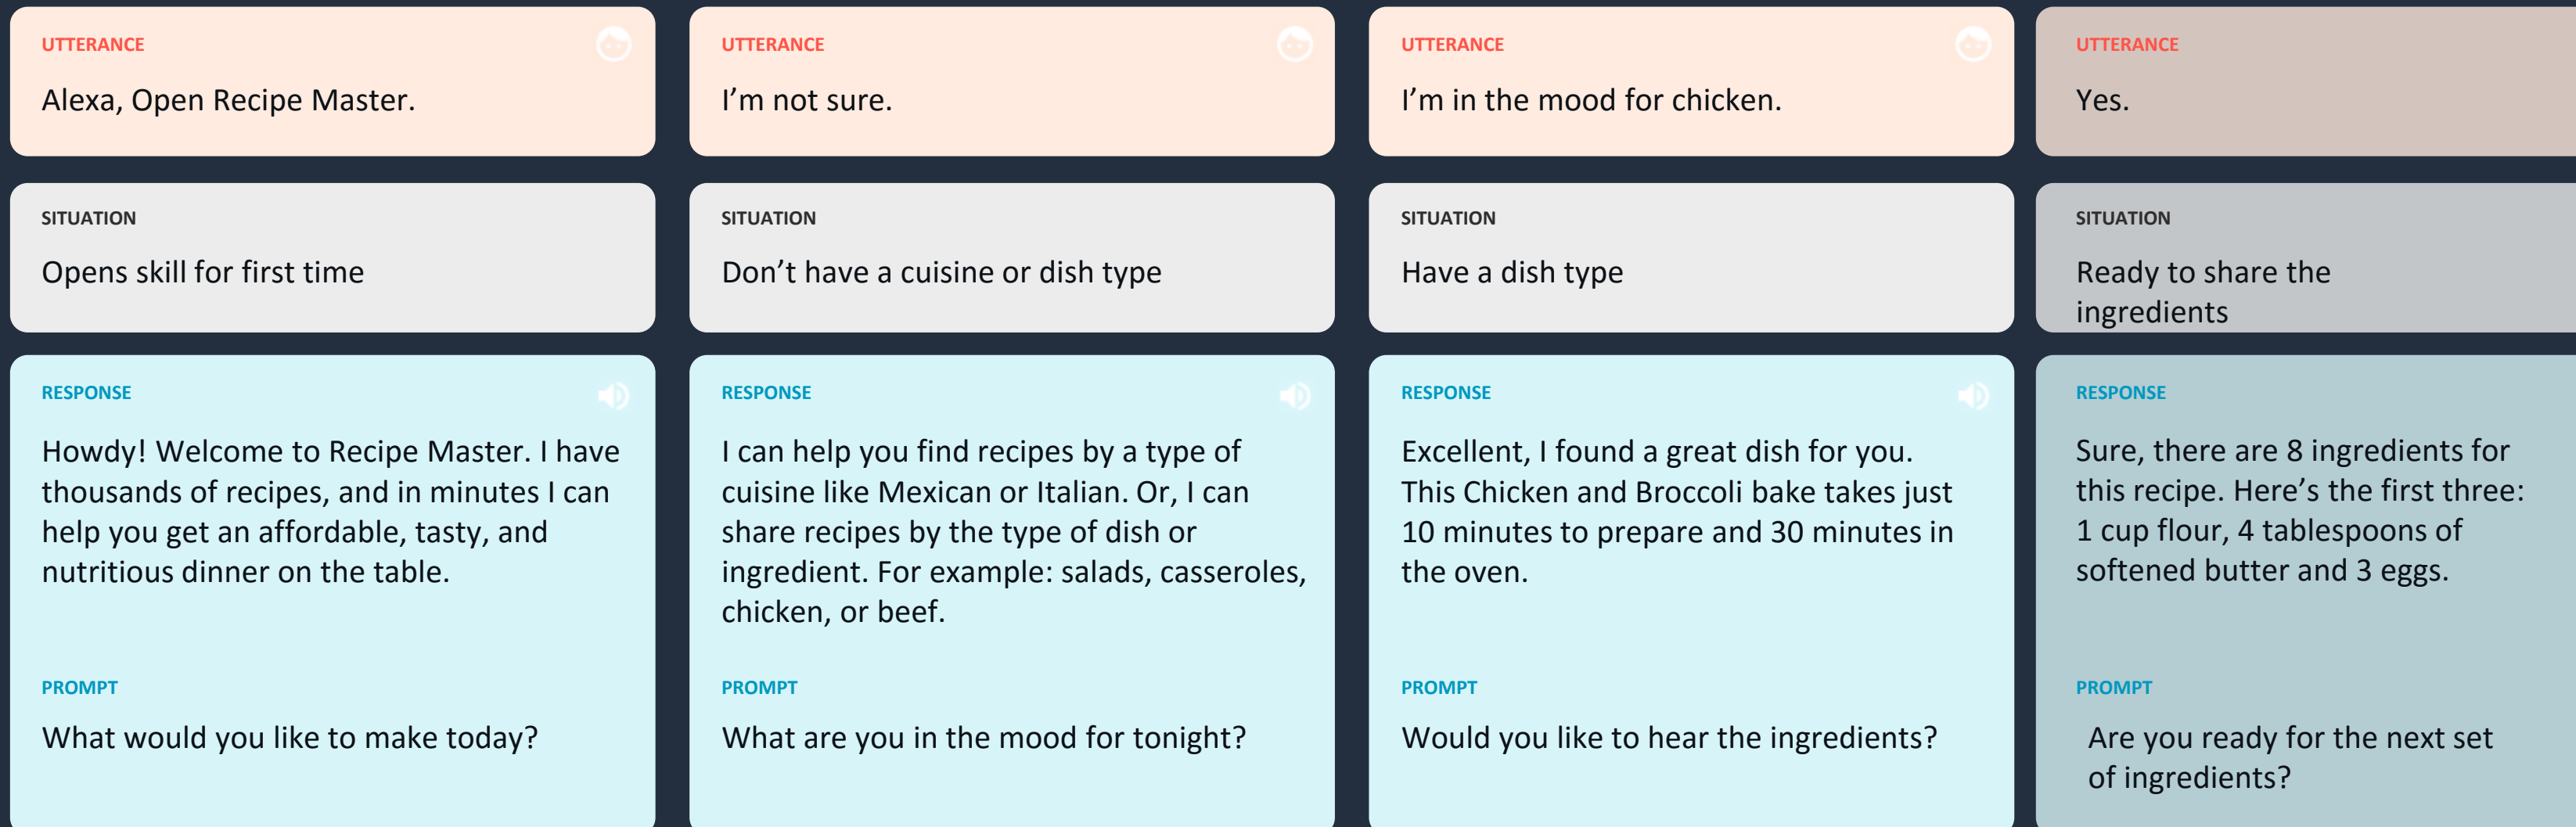 UTTERANCE
Alexa, Open Recipe Master.
SITUATION
Opens skill for first time
RESPONSE
Howdy! Welcome to Recipe Master. I have
thousands of recipes, and in minutes I can
help you get an affordable, tasty, and
nutritious dinner on the table.
PROMPT
What would you like to make today?
UTTERANCE
I’m not sure.
SITUATION
Don’t have a cuisine or dish type
RESPONSE
I can help you find recipes by a type of
cuisine like Mexican or Italian. Or, I can
share recipes by the type of dish or
ingredient. For example: salads, casseroles,
chicken, or beef.
PROMPT
What are you in the mood for tonight?
UTTERANCE
I’m in the mood for chicken.
SITUATION
Have a dish type
RESPONSE
Excellent, I found a great dish for you.
This Chicken and Broccoli bake takes just
10 minutes to prepare and 30 minutes in
the oven.
PROMPT
Would you like to hear the ingredients?
UTTERANCE
Yes.
SITUATION
Ready to share the
ingredients
RESPONSE
Sure, there are 8 ingredients for
this recipe. Here’s the first three:
1 cup flour, 4 tablespoons of
softened butter and 3 eggs.
PROMPT
Are you ready for the next set
of ingredients?